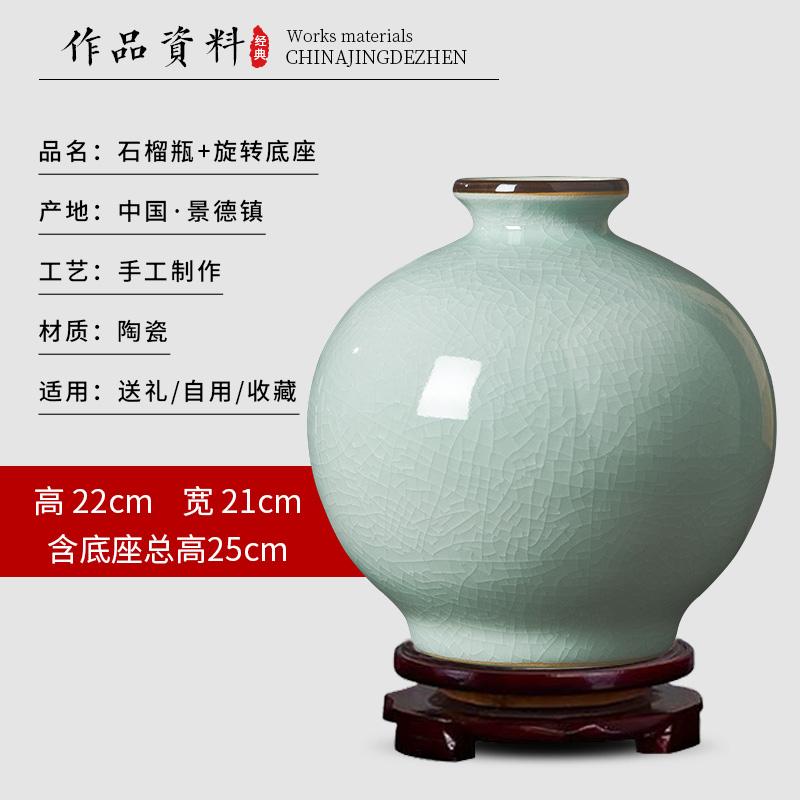 作品資料 经典 Works materials
CHINAJINGDEZHEN
品名：石榴瓶+旋转底座
产地：中国·景德镇
工艺：手工制作
材质：陶瓷
适用：送礼/自用/收藏
高 22cm 宽 21cm
含底座总高25cm